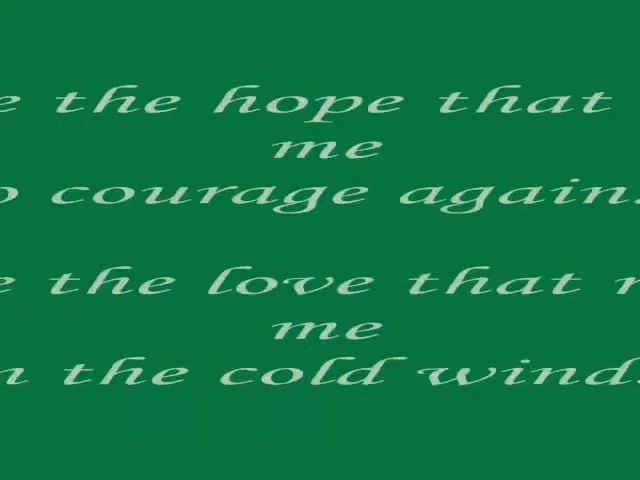 e the hope that
me
o courage again.
e the love that
me
n the cold wind